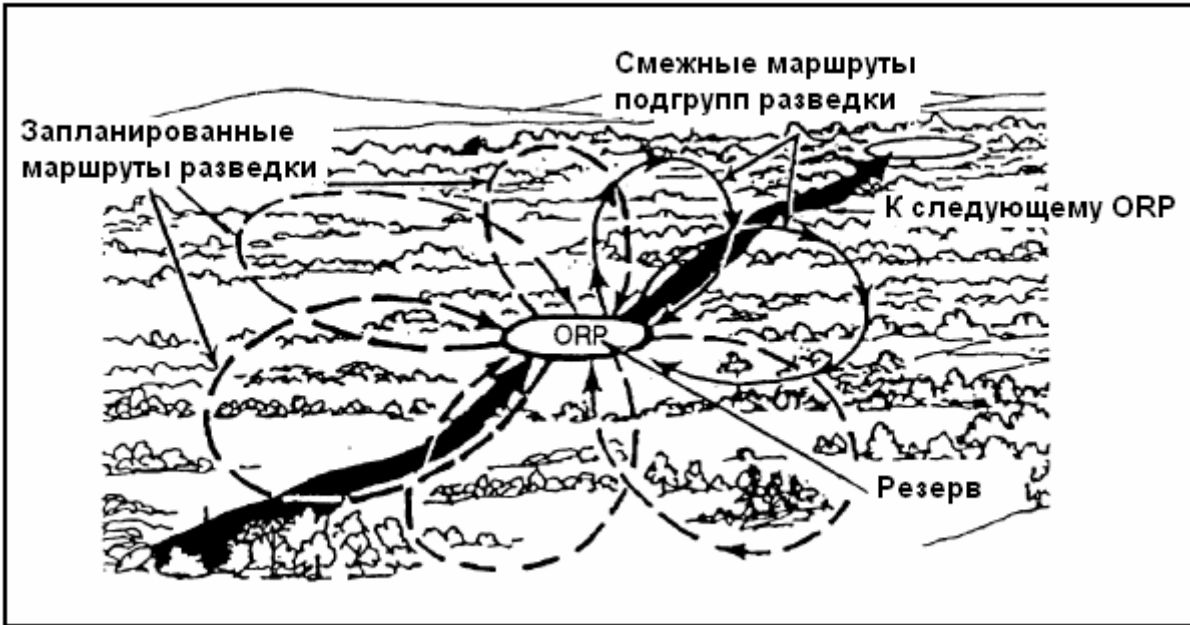 Смежные маршруты
подгрупп разведки
Запланированные
маршруты разведки
К следующему ORP
ORP
Резерв